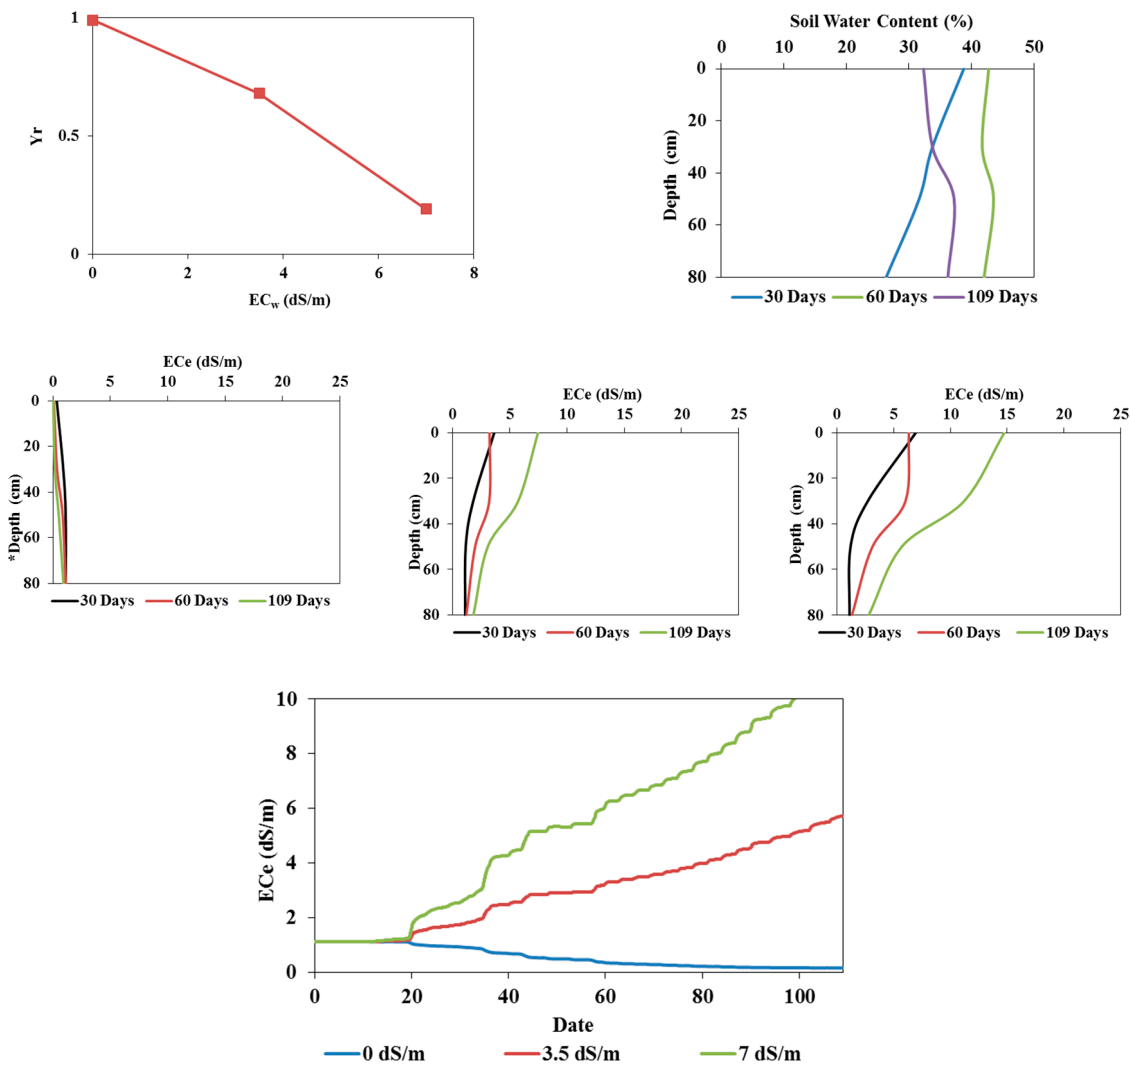 1
0.5
0
Yr
0 2 4 6 8
ECw (dS/m)
Soil Water Content (%)
0 10 20 30 40 50
0
20
40
60
80
Depth (cm)
30 Days 60 Days 109 Days
ECe (dS/m)
0 5 10 15 20 25
0
20
40
60
80
*Depth (cm)
30 Days 60 Days 109 Days
ECe (dS/m)
0 5 10 15 20 25
0
20
40
60
80
Depth (cm)
30 Days 60 Days 109 Days
ECe (dS/m)
0 5 10 15 20 25
0
20
40
60
80
Depth (cm)
30 Days 60 Days 109 Days
10
8
6
4
2
0
ECe (dS/m)
0 20 40 60 80 100
Date
0 dS/m 3.5 dS/m 7 dS/m